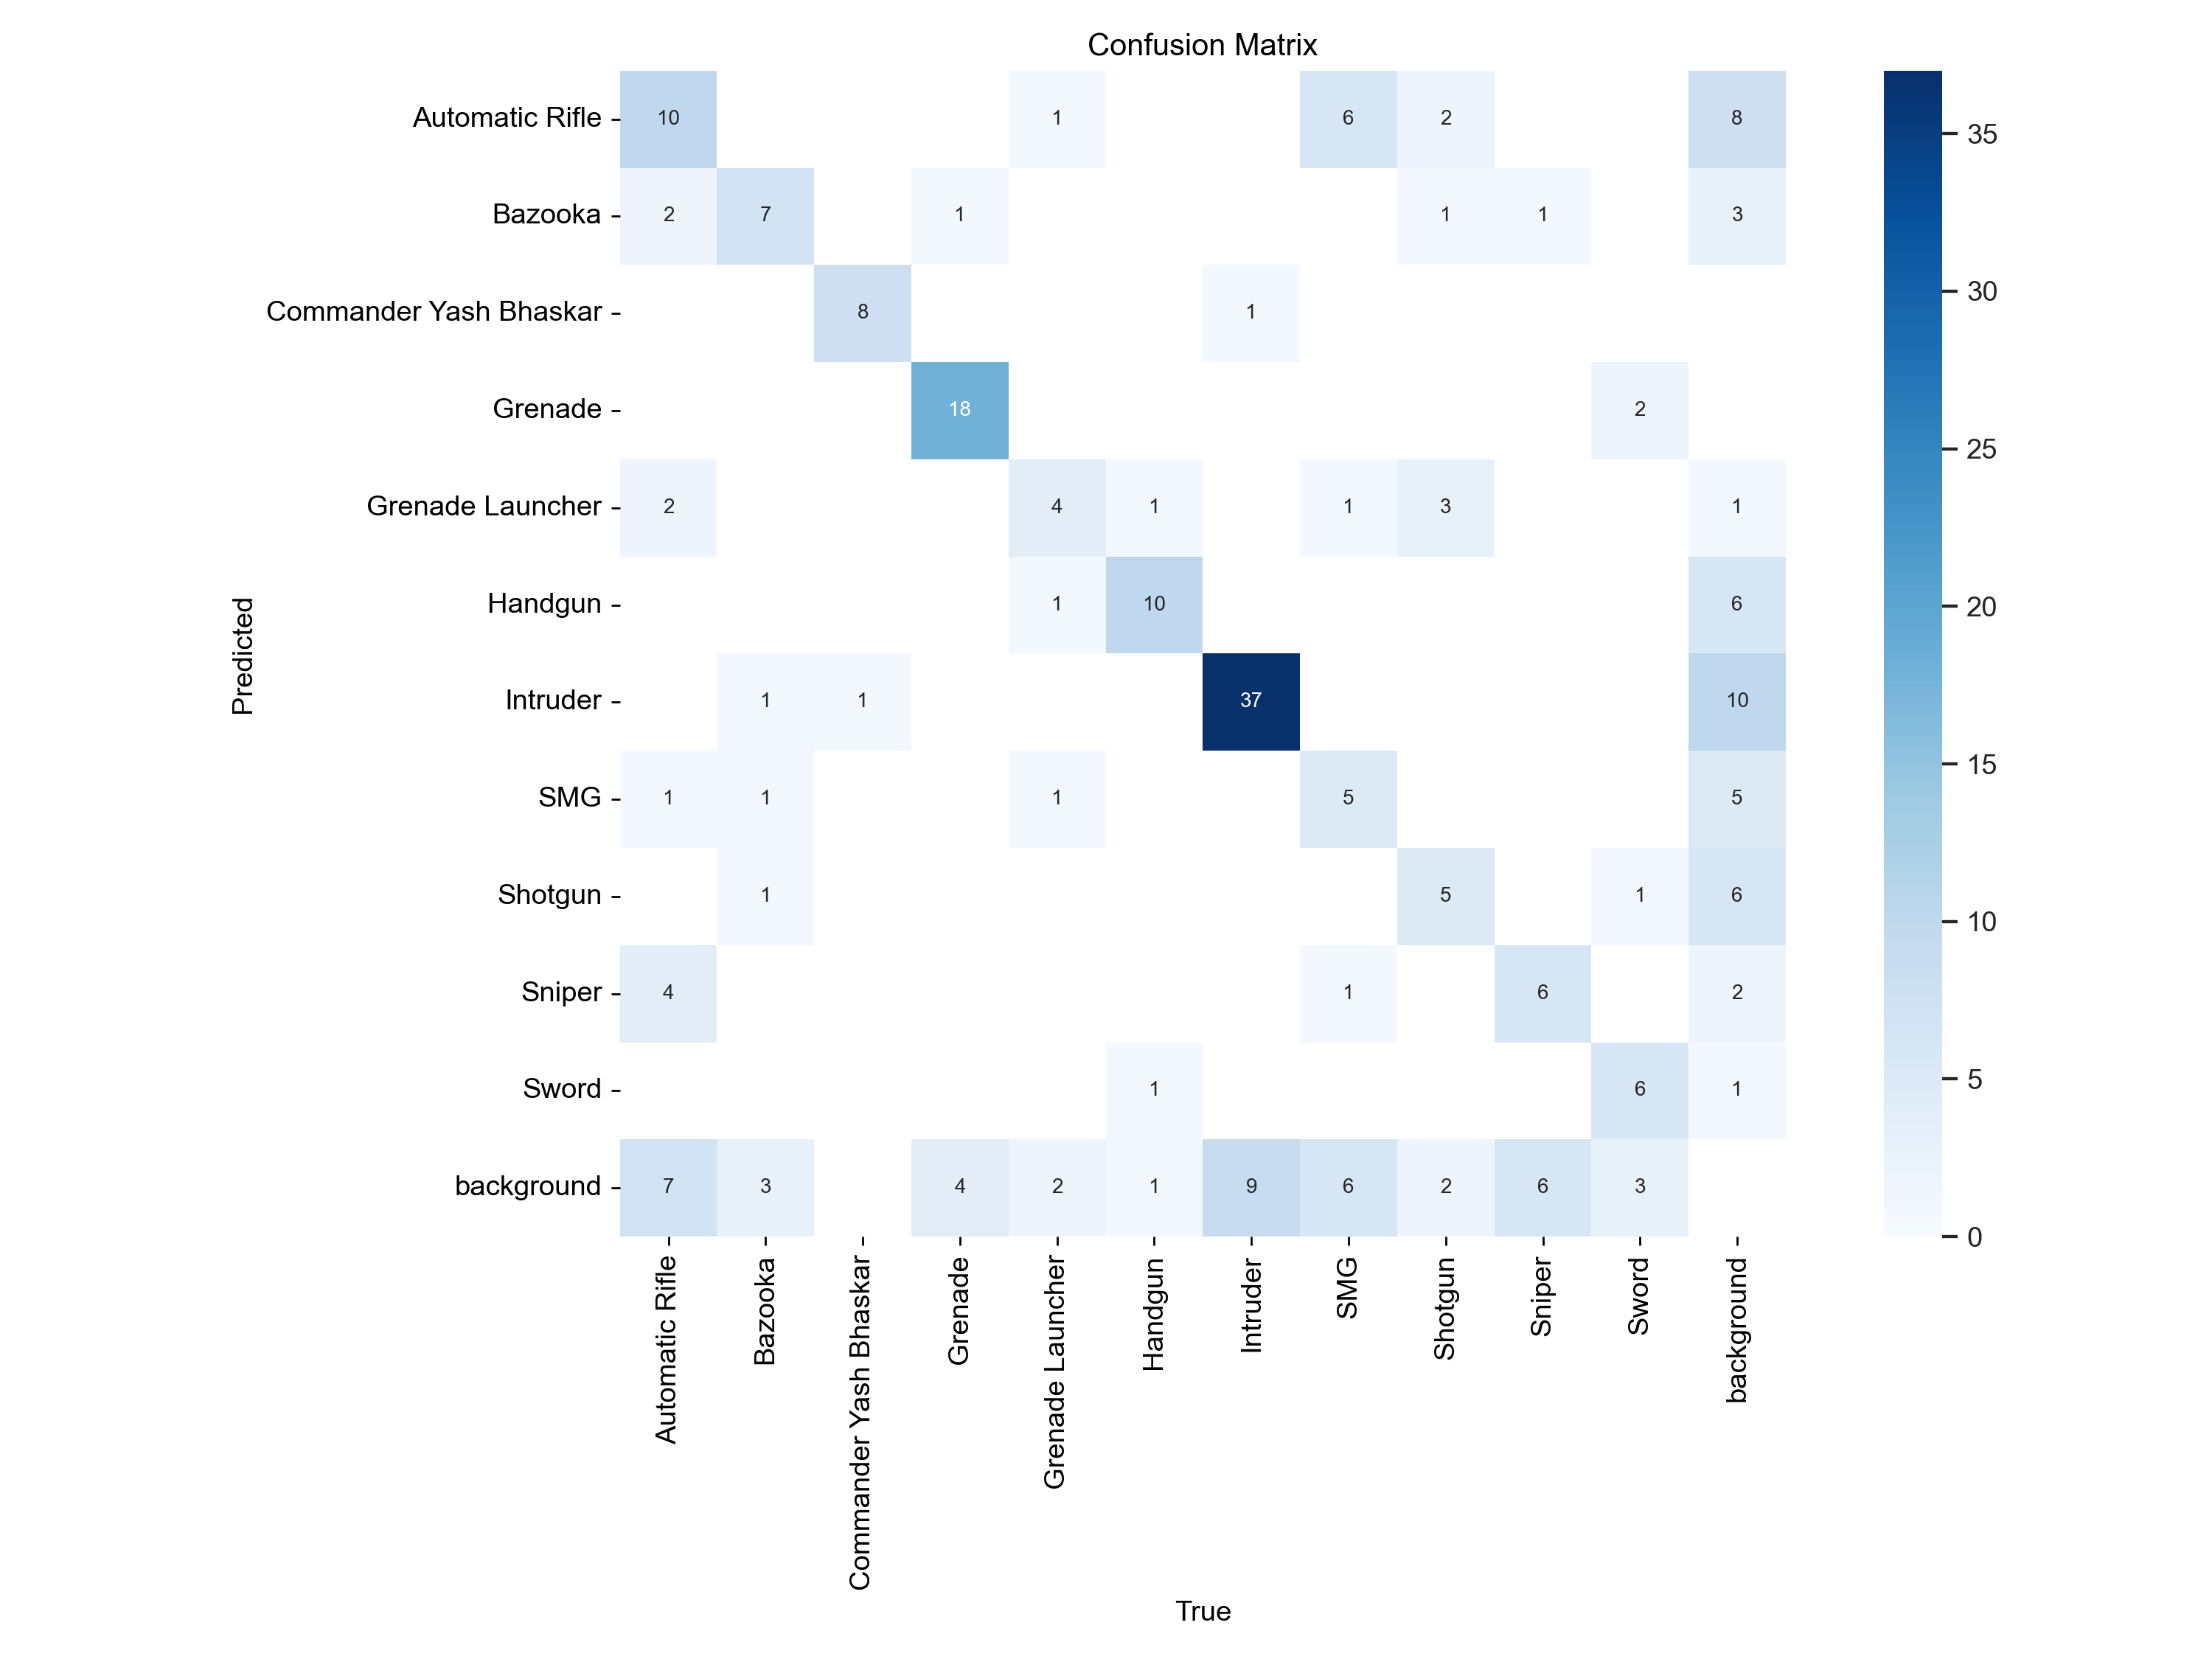 Confusion Matrix
Automatic Rifle 10 1 6 2 8
Bazooka 2 7 1 1 1 3
Commander Yash Bhaskar 8 1
Grenade 18 2
Grenade Launcher 2 4 1 1 3 1
Handgun 1 10 6
Intruder 1 1 37 10
SMG 1 1 1 5 5
Shotgun 1 5 1 6
Sniper 4 1 6 2
Sword 1 6 1
background 7 3 4 2 1 9 6 2 6 3
Predicted
Automatic Rifle
Bazooka
Commander Yash Bhaskar
Grenade
Grenade Launcher
Handgun
Intruder
SMG
Shotgun
Sniper
Sword
background
True
35
30
25
20
15
10
5
0